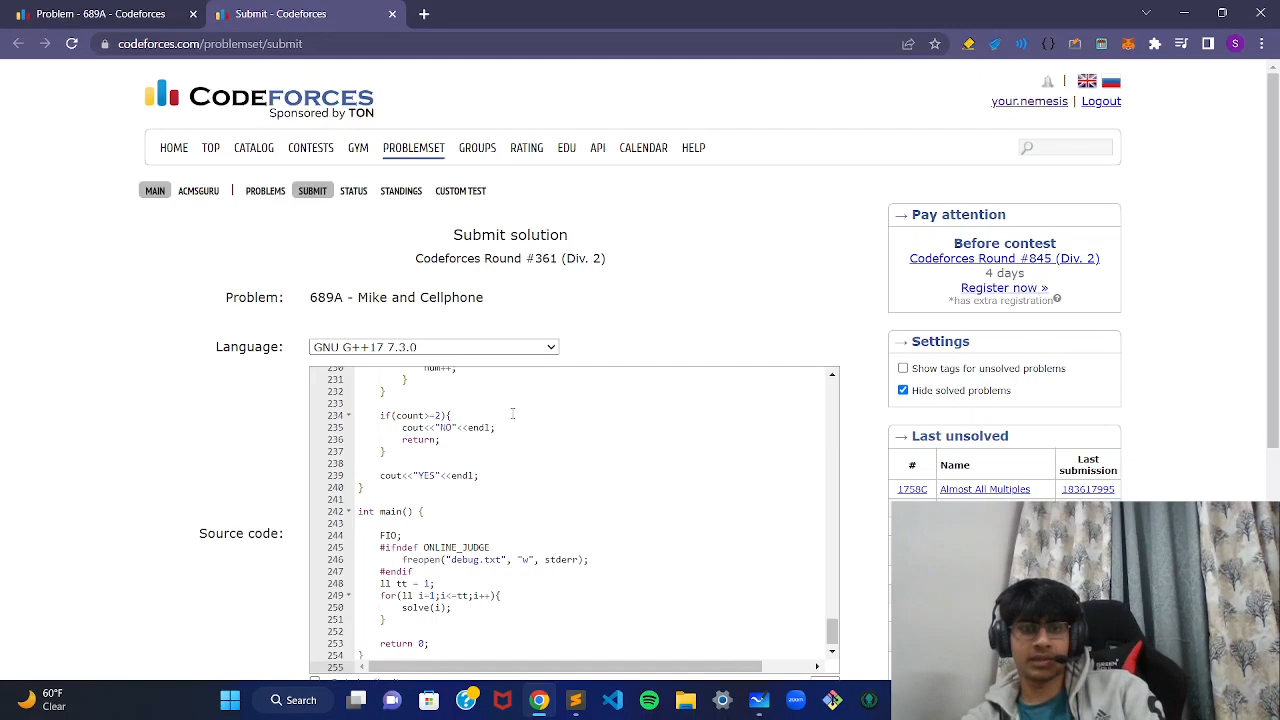 Problem - 689A - Codeforces
Submit - Codeforces
codeforces.com/problemset/submit
S
CODEFORCES
Sponsored by TON
your.nemesis | Logout
HOME TOP CATALOG CONTESTS GYM PROBLEMSET GROUPS RATING EDU API CALENDAR HELP
MAIN ACMSGURU | PROBLEMS SUBMIT STATUS STANDINGS CUSTOM TEST
Submit solution
Codeforces Round #361 (Div. 2)
Problem: 689A - Mike and Cellphone
Language: GNU G++17 7.3.0
Source code:
230 num++;
231 }
232 }
233
234 if(count>=2){
235 cout<<"NO"<<endl;
236 return;
237 }
238
239 cout<<"YES"<<endl;
240 }
241
242 int main() {
243
244 FIO;
245 #ifndef ONLINE_JUDGE
246 freopen("debug.txt", "w", stderr);
247 #endif
248 ll tt = 1;
249 for(ll i=1;i<=tt;i++){
250 solve(i);
251 }
252
253 return 0;
254 }
255
→ Pay attention
Before contest
Codeforces Round #845 (Div. 2)
4 days
Register now »
*has extra registration
→ Settings
Show tags for unsolved problems
Hide solved problems
→ Last unsolved
# Name Last submission
1758C Almost All Multiples 183617995
60°F
Clear
Search
zoom